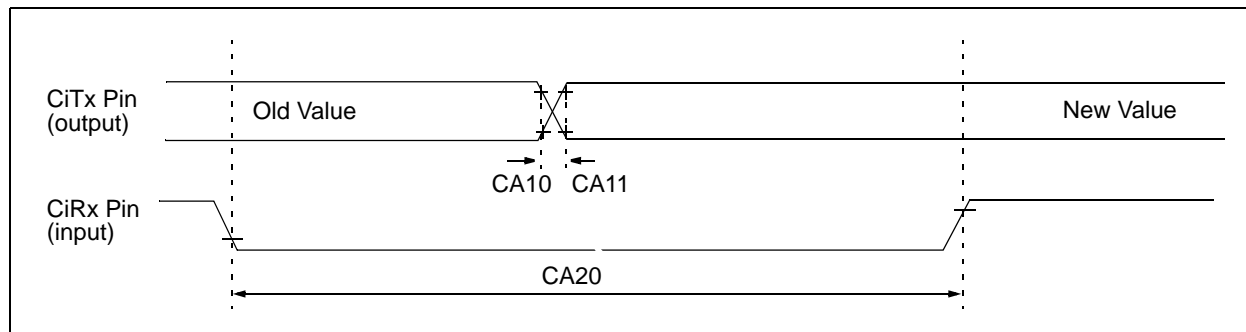 CiTx Pin
(output)
Old Value
New Value
CA10 CA11
CiRx Pin
(input)
CA20